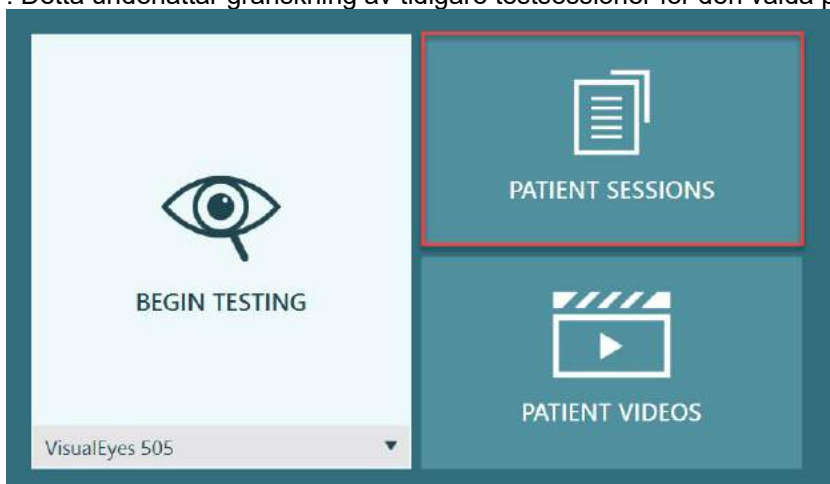 . Detta underlättar granskning av tidigare testsessioner för den valda p
PATIENT SESSIONS
BEGIN TESTING
PATIENT VIDEOS
VisualEyes 505